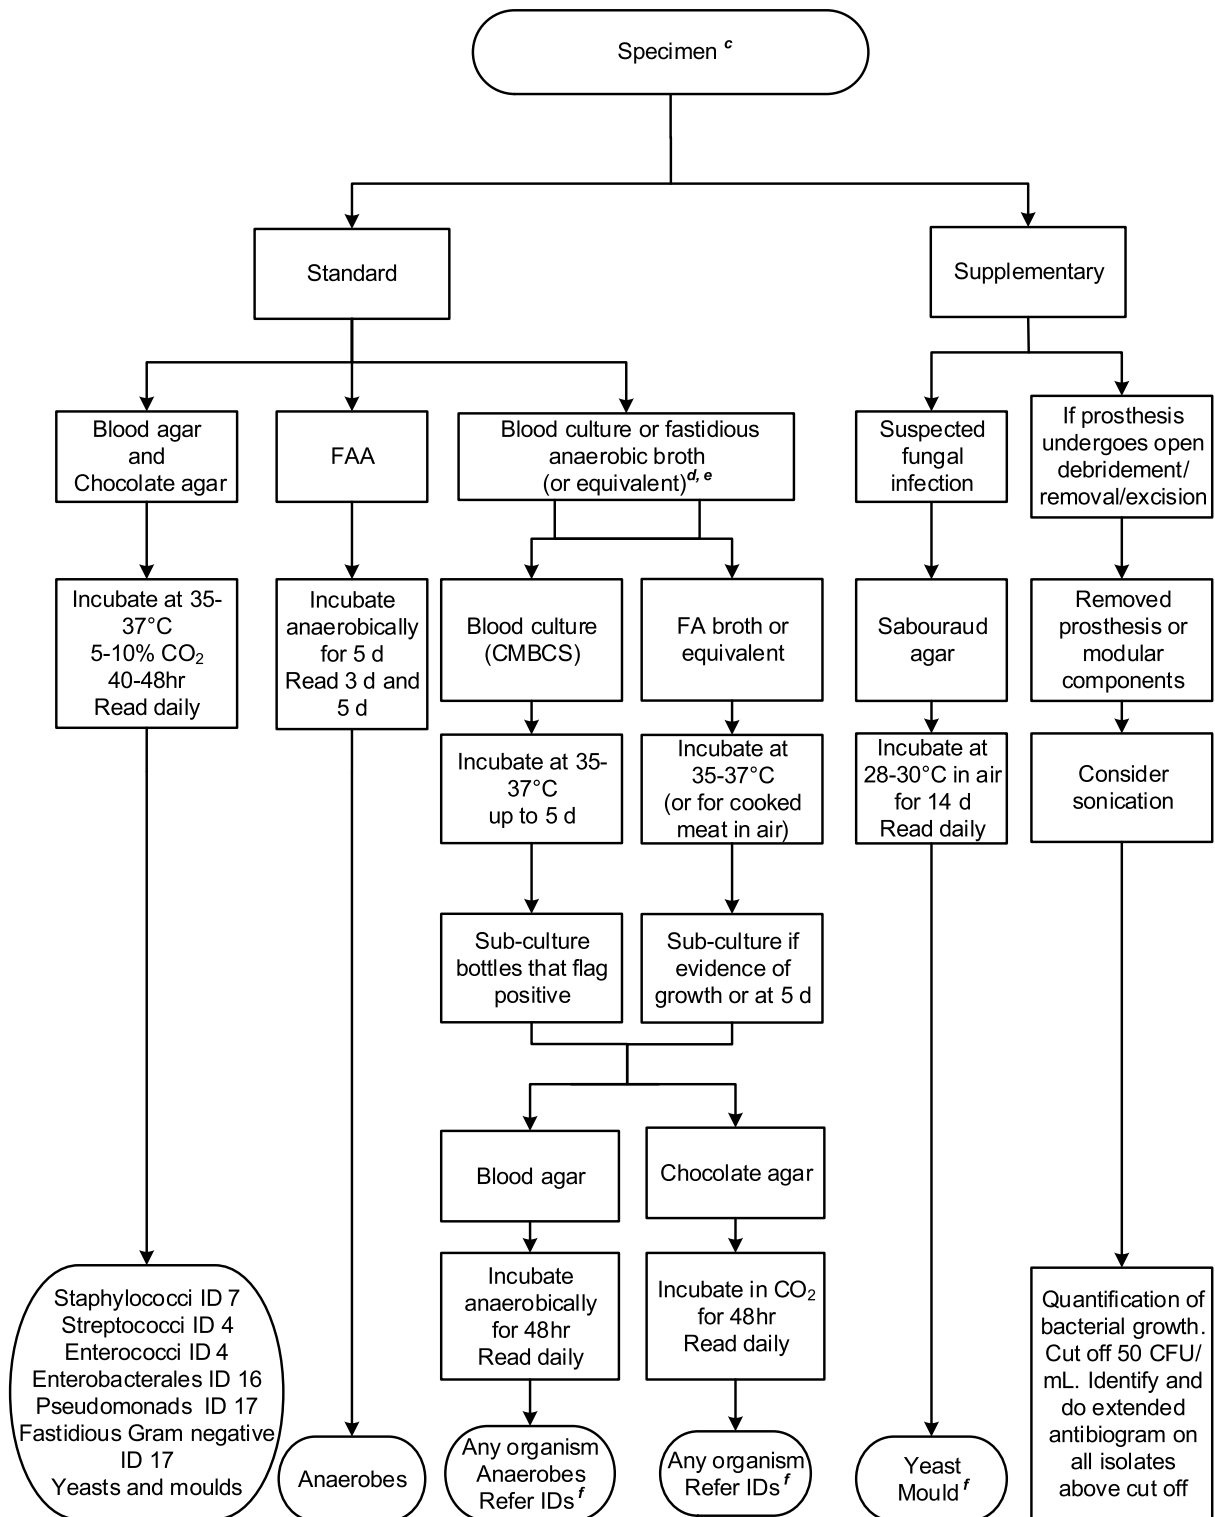 Specimen c
Standard
Supplementary
Blood agar
and
Chocolate agar
FAA
Blood culture or fastidious
anaerobic broth
(or equivalent)d, e
Suspected
fungal
infection
If prosthesis
undergoes open
debridement/
removal/excision
Incubate at 35-
37°C
5-10% CO2
40-48hr
Read daily
Incubate
anaerobically
for 5 d
Read 3 d and
5 d
Blood culture
(CMBCS)
FA broth or
equivalent
Sabouraud
agar
Removed
prosthesis or
modular
components
Incubate at 35-
37°C
up to 5 d
Incubate at
35-37°C
(or for cooked
meat in air)
Incubate at
28-30°C in air
for 14 d
Read daily
Consider
sonication
Sub-culture
bottles that flag
positive
Sub-culture if
evidence of
growth or at 5 d
Blood agar
Chocolate agar
Incubate
anaerobically
for 48hr
Read daily
Incubate in CO2
for 48hr
Read daily
Staphylococci ID 7
Streptococci ID 4
Enterococci ID 4
Enterobacterales ID 16
Pseudomonads ID 17
Fastidious Gram negative
ID 17
Yeasts and moulds
Anaerobes
Any organism
Anaerobes
Refer IDs f
Any organism
Refer IDs f
Yeast
Mould f
Quantification of
bacterial growth.
Cut off 50 CFU/
mL. Identify and
do extended
antibiogram on
all isolates
above cut off